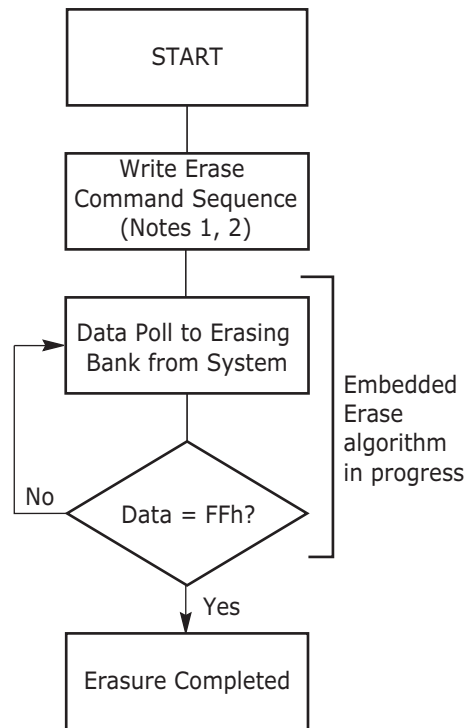 START
Write Erase
Command Sequence
(Notes 1, 2)
Data Poll to Erasing
Bank from System
Embedded
Erase
algorithm
in progress
No
Data = FFh?
Yes
Erasure Completed